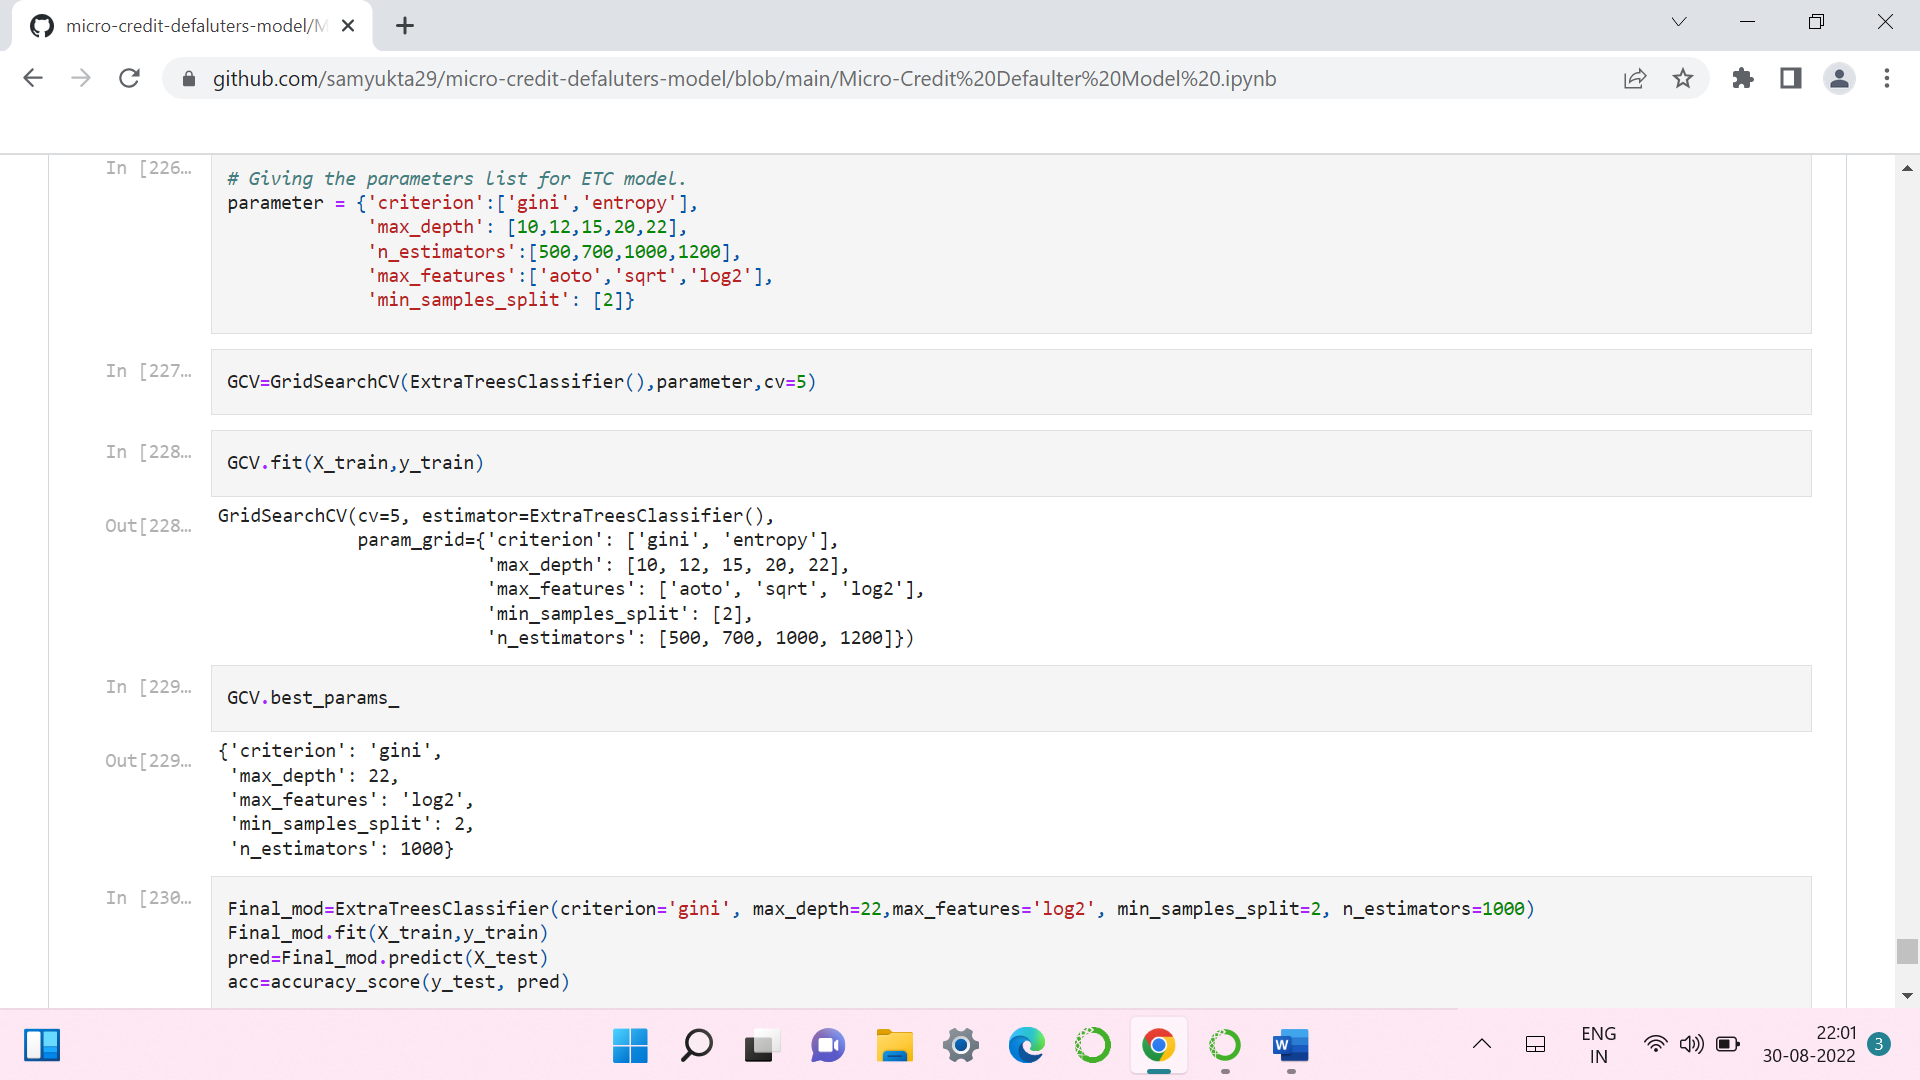 micro-credit-defaluters-model/M
github.com/samyukta29/micro-credit-defaluters-model/blob/main/Micro-Credit%20Defaulter%20Model%20.ipynb
In [226…
# Giving the parameters list for ETC model.
parameter = {'criterion':['gini','entropy'],
'max_depth': [10,12,15,20,22],
'n_estimators':[500,700,1000,1200],
'max_features':['aoto','sqrt','log2'],
'min_samples_split': [2]}
In [227…
GCV=GridSearchCV(ExtraTreesClassifier(),parameter,cv=5)
In [228…
GCV.fit(X_train,y_train)
Out[228…
GridSearchCV(cv=5, estimator=ExtraTreesClassifier(),
param_grid={'criterion': ['gini', 'entropy'],
'max_depth': [10, 12, 15, 20, 22],
'max_features': ['aoto', 'sqrt', 'log2'],
'min_samples_split': [2],
'n_estimators': [500, 700, 1000, 1200]})
In [229…
GCV.best_params_
Out[229…
{'criterion': 'gini',
'max_depth': 22,
'max_features': 'log2',
'min_samples_split': 2,
'n_estimators': 1000}
In [230…
Final_mod=ExtraTreesClassifier(criterion='gini', max_depth=22,max_features='log2', min_samples_split=2, n_estimators=1000)
Final_mod.fit(X_train,y_train)
pred=Final_mod.predict(X_test)
acc=accuracy_score(y_test, pred)
W
ENG
IN
22:01
30-08-2022
3